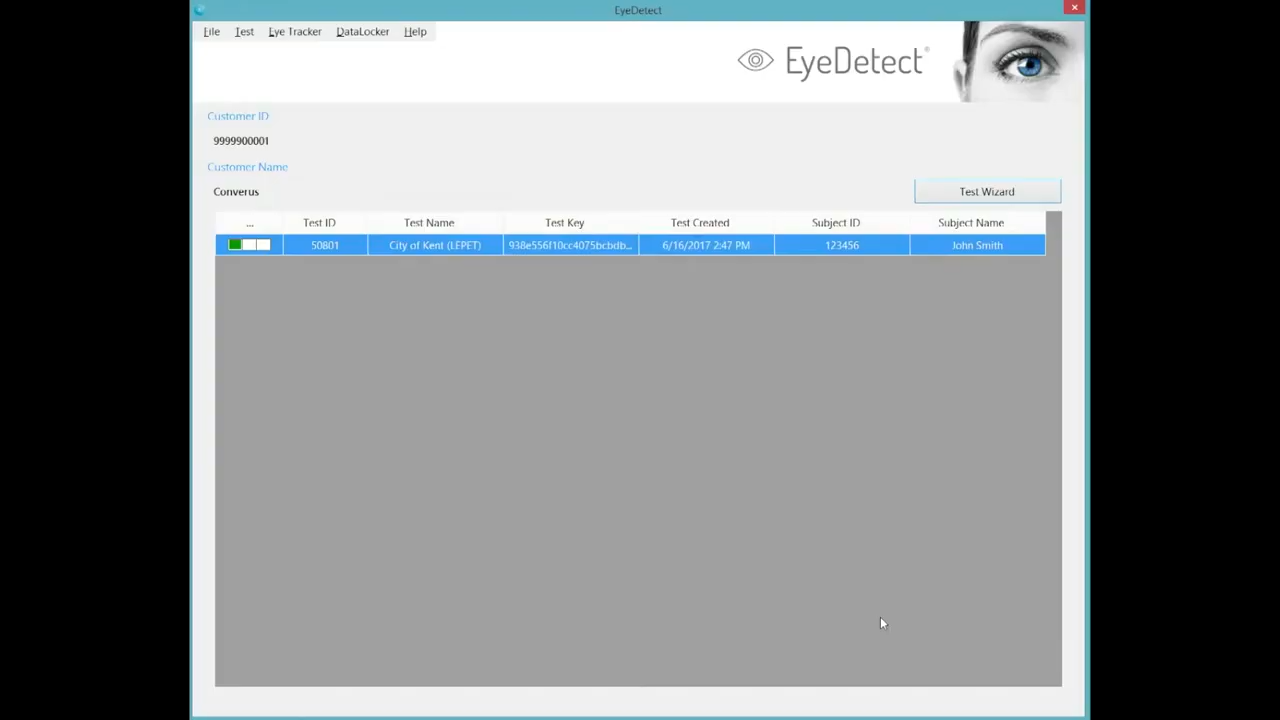 EyeDetect
File Test Eye Tracker DataLocker Help
EyeDetect®
Customer ID
9999900001
Customer Name
Converus
Test Wizard
... Test ID Test Name Test Key Test Created Subject ID Subject Name
50801 City of Kent (LEPET) 938e556f10cc4075bcbdb... 6/16/2017 2:47 PM 123456 John Smith